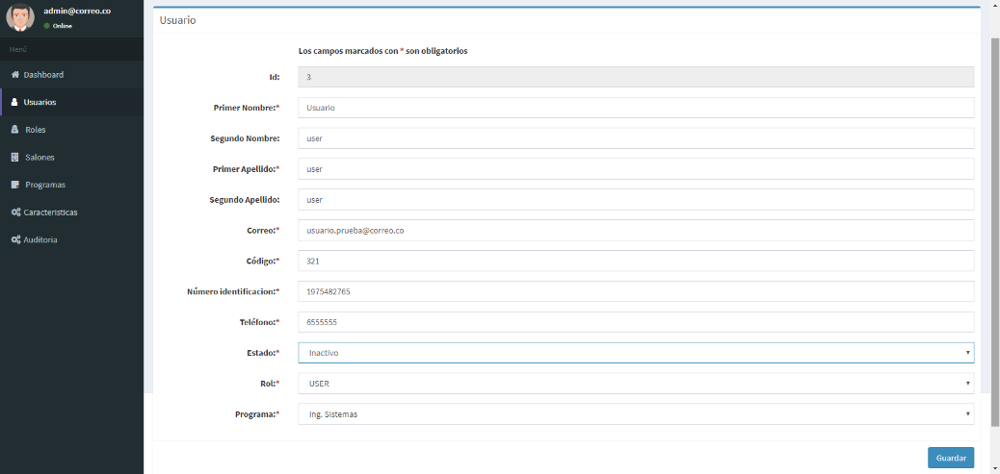 admin@correo.co
Online
Menú
Dashboard
Usuarios
Roles
Salones
Programas
Caracteristicas
Auditoria
Usuario
Los campos marcados con * son obligatorios
Id: 3
Primer Nombre:* Usuario
Segundo Nombre: user
Primer Apellido:* user
Segundo Apellido: user
Correo:* usuario.prueba@correo.co
Código:* 321
Número identificacion:* 1975482765
Teléfono:* 6555555
Estado:* Inactivo
Rol:* USER
Programa:* Ing. Sistemas
Guardar